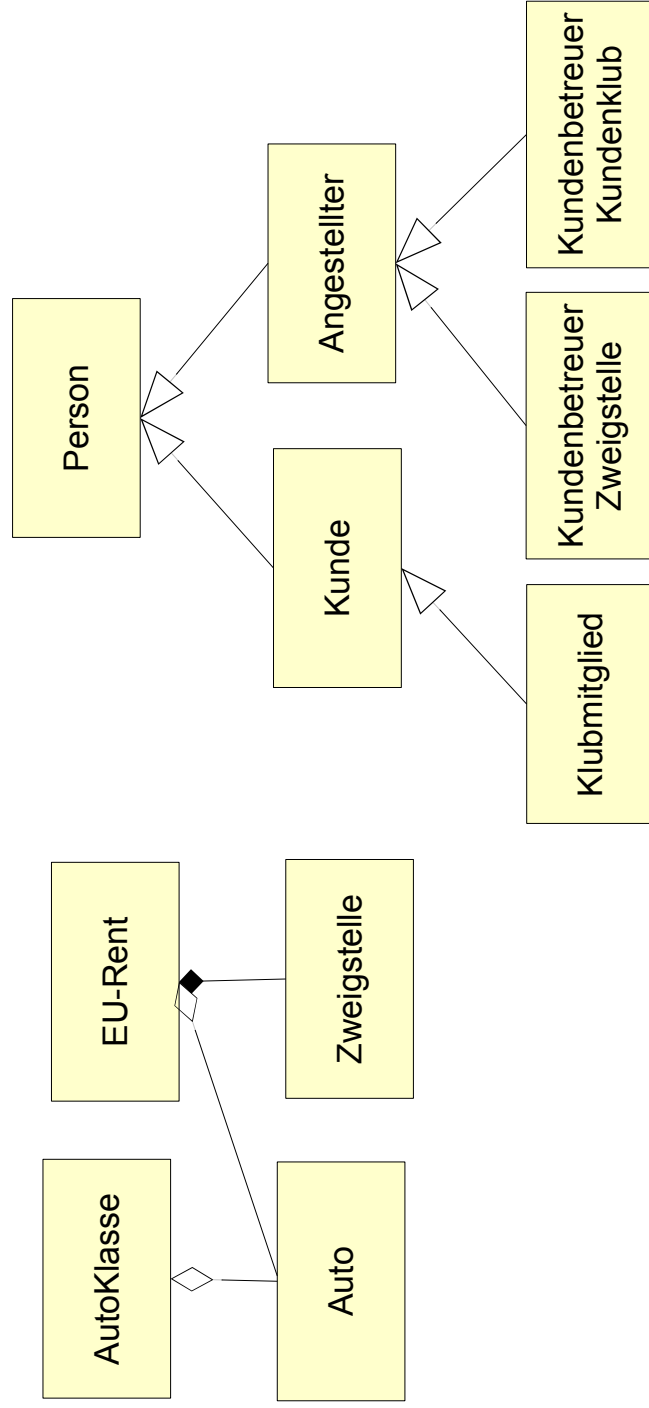 AutoKlasse
EU-Rent
Person
Auto
Zweigstelle
Kunde
Angestellter
Klubmitglied
Kundenbetreuer
Zweigstelle
Kundenbetreuer
Kundenklub